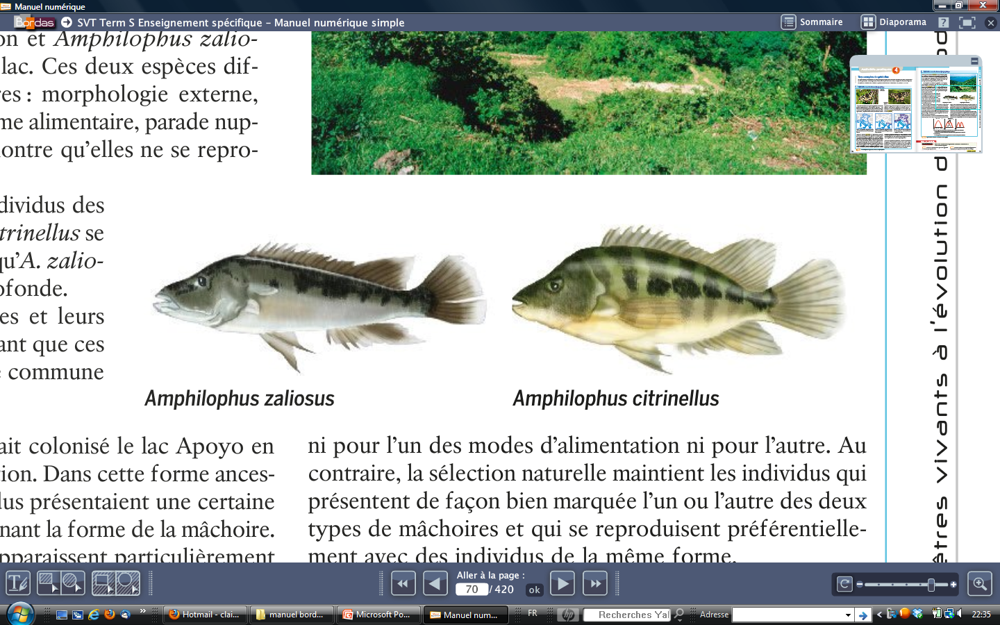 Manuel numérique
Bordas SVT Term S Enseignement spécifique – Manuel numérique simple
Sommaire
Diaporama
?
on et Amphilophus zalio-
lac. Ces deux espèces dif-
res : morphologie externe,
me alimentaire, parade nup-
ontre qu'elles ne se repro-
dividus des
trinellus se
qu'A. zalio-
ofonde.
es et leurs
ant que ces
e commune
Amphilophus zaliosus
Amphilophus citrinellus
ait colonisé le lac Apoyo en
ion. Dans cette forme ances-
lus présentaient une certaine
nant la forme de la mâchoire.
pparaissent particulièrement
ni pour l'un des modes d'alimentation ni pour l'autre. Au
contraire, la sélection naturelle maintient les individus qui
présentent de façon bien marquée l'un ou l'autre des deux
types de mâchoires et qui se reproduisent préférentielle-
ment avec des individus de la même forme.
êtres vivants à l'évolution d
Aller à la page :
70 / 420 ok
Hotmail - clai...
manuel bord...
Microsoft Po...
Manuel num...
FR
hp
Recherches Ya
Adresse
22:35